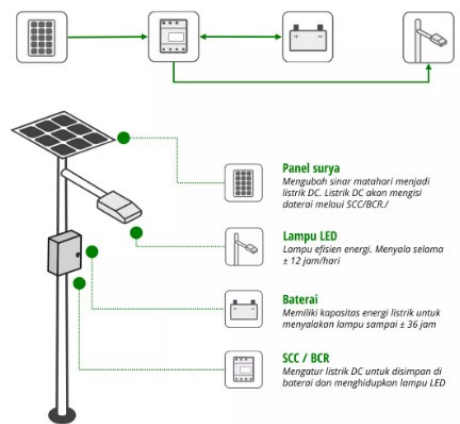 Panel surya
Mengubah sinar matahari menjadi
listrik DC. Listrik DC akan mengisi
daterai melaui SCC/BCR./
Lampu LED
Lampu efisien energi. Menyala selama
± 12 jam/hari
Baterai
Memiliki kapasitas energi listrik untuk
menyalakan lampu sampai ± 36 jam
SCC / BCR
Mengatur listrik DC untuk disimpan di
baterai dan menghidupkan lampu LED